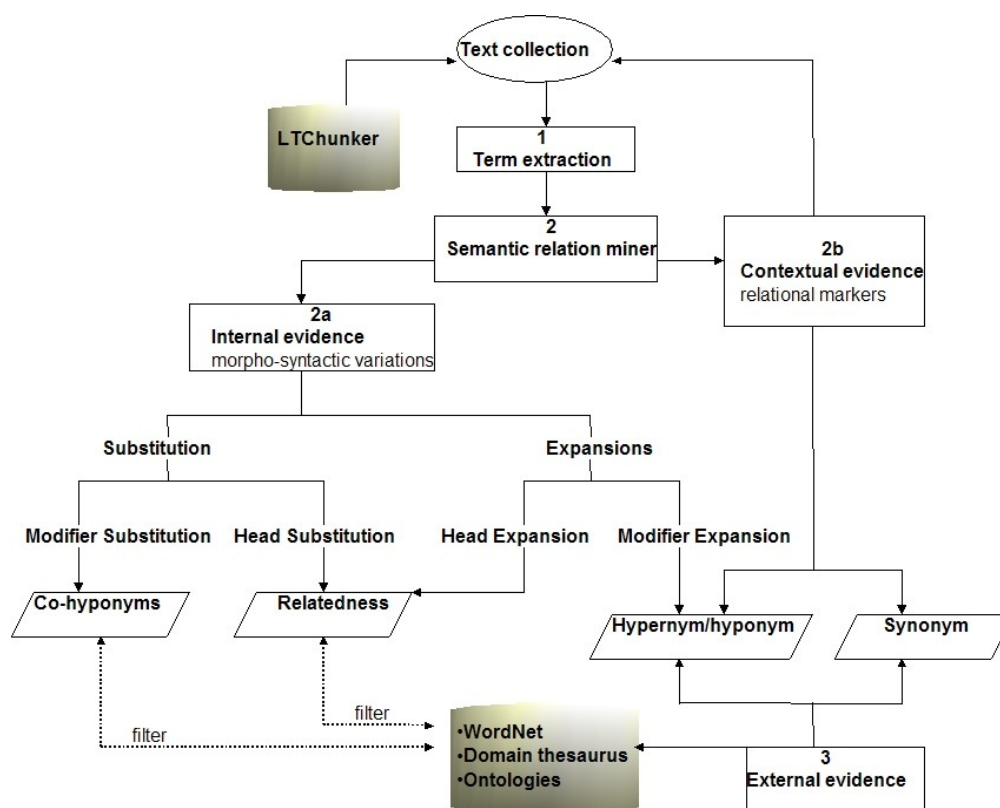 Text collection
LTChunker
1
Term extraction
2
Semantic relation miner
2b
Contextual evidence
relational markers
2a
Internal evidence
morpho-syntactic variations
Substitution
Expansions
Modifier Substitution
Head Substitution
Head Expansion
Modifier Expansion
Co-hyponyms
Relatedness
Hypernym/hyponym
Synonym
filter
filter
•WordNet
•Domain thesaurus
•Ontologies
3
External evidence